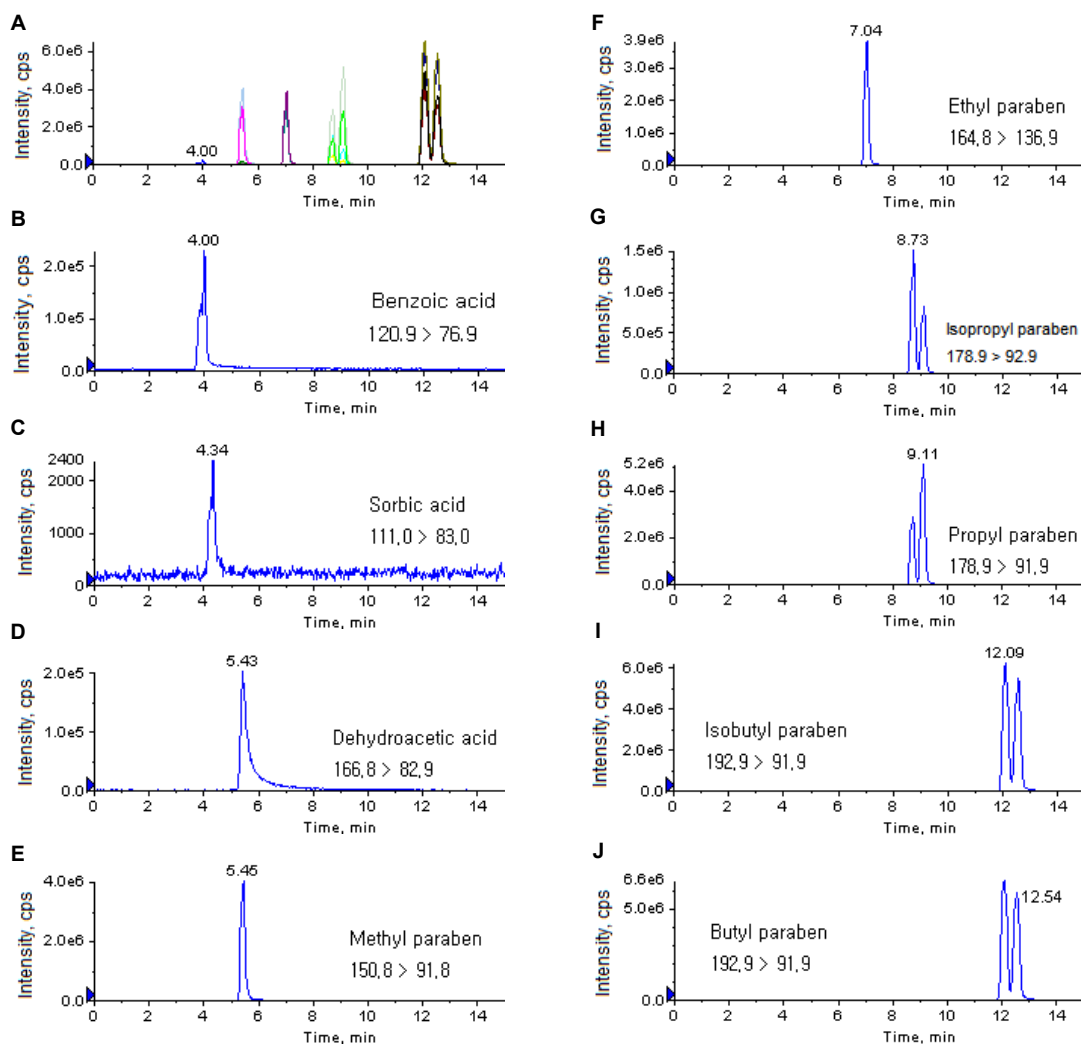 A
Intensity, cps
6.0e6
4.0e6
2.0e6
0.0
4.00
0 2 4 6 8 10 12 14
Time, min
B
Intensity, cps
2.0e5
1.0e5
0.0
4.00
Benzoic acid
120.9 > 76.9
0 2 4 6 8 10 12 14
Time, min
C
Intensity, cps
2400
2000
1000
0
4.34
Sorbic acid
111.0 > 83.0
0 2 4 6 8 10 12 14
Time, min
D
Intensity, cps
2.0e5
1.0e5
0.0
5.43
Dehydroacetic acid
166.8 > 82.9
0 2 4 6 8 10 12 14
Time, min
E
Intensity, cps
4.0e6
2.0e6
0.0
5.45
Methyl paraben
150.8 > 91.8
0 2 4 6 8 10 12 14
Time, min
F
Intensity, cps
3.9e6
3.0e6
2.0e6
1.0e6
0.0
7.04
Ethyl paraben
164.8 > 136.9
0 2 4 6 8 10 12 14
Time, min
G
Intensity, cps
1.5e6
1.0e6
5.0e5
0.0
8.73
Isopropyl paraben
178.9 > 92.9
0 2 4 6 8 10 12 14
Time, min
H
Intensity, cps
5.2e6
4.0e6
2.0e6
0.0
9.11
Propyl paraben
178.9 > 91.9
0 2 4 6 8 10 12 14
Time, min
I
Intensity, cps
6.0e6
4.0e6
2.0e6
0.0
12.09
Isobutyl paraben
192.9 > 91.9
0 2 4 6 8 10 12 14
Time, min
J
Intensity, cps
6.6e6
5.0e6
0.0
12.54
Butyl paraben
192.9 > 91.9
0 2 4 6 8 10 12 14
Time, min